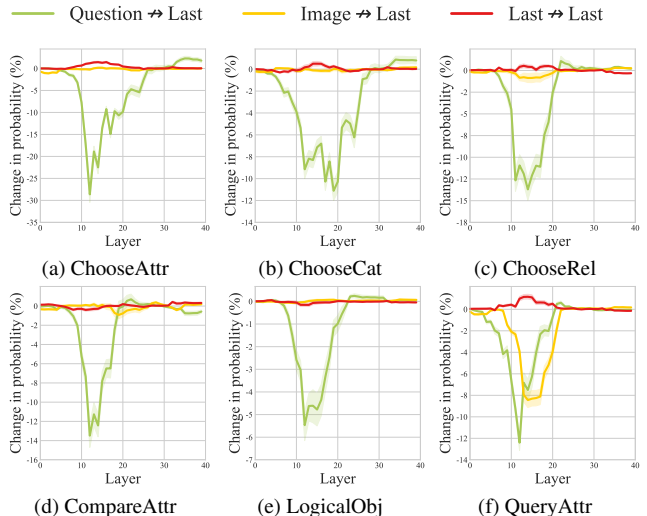 Question ↛ Last Image ↛ Last Last ↛ Last
Change in probability (%)
0
-5
-10
-15
-20
-25
-30
-35
0 10 20 30 40
Layer
(a) ChooseAttr
Change in probability (%)
0
-2
-4
-6
-8
-10
-12
-14
0 10 20 30 40
Layer
(b) ChooseCat
Change in probability (%)
0
-2
-5
-8
-10
-12
-15
-18
0 10 20 30 40
Layer
(c) ChooseRel
Change in probability (%)
0
-2
-4
-6
-8
-10
-12
-14
-16
0 10 20 30 40
Layer
(d) CompareAttr
Change in probability (%)
0
-1
-2
-3
-4
-5
-6
-7
0 10 20 30 40
Layer
(e) LogicalObj
Change in probability (%)
0
-2
-4
-6
-8
-10
-12
-14
0 10 20 30 40
Layer
(f) QueryAttr